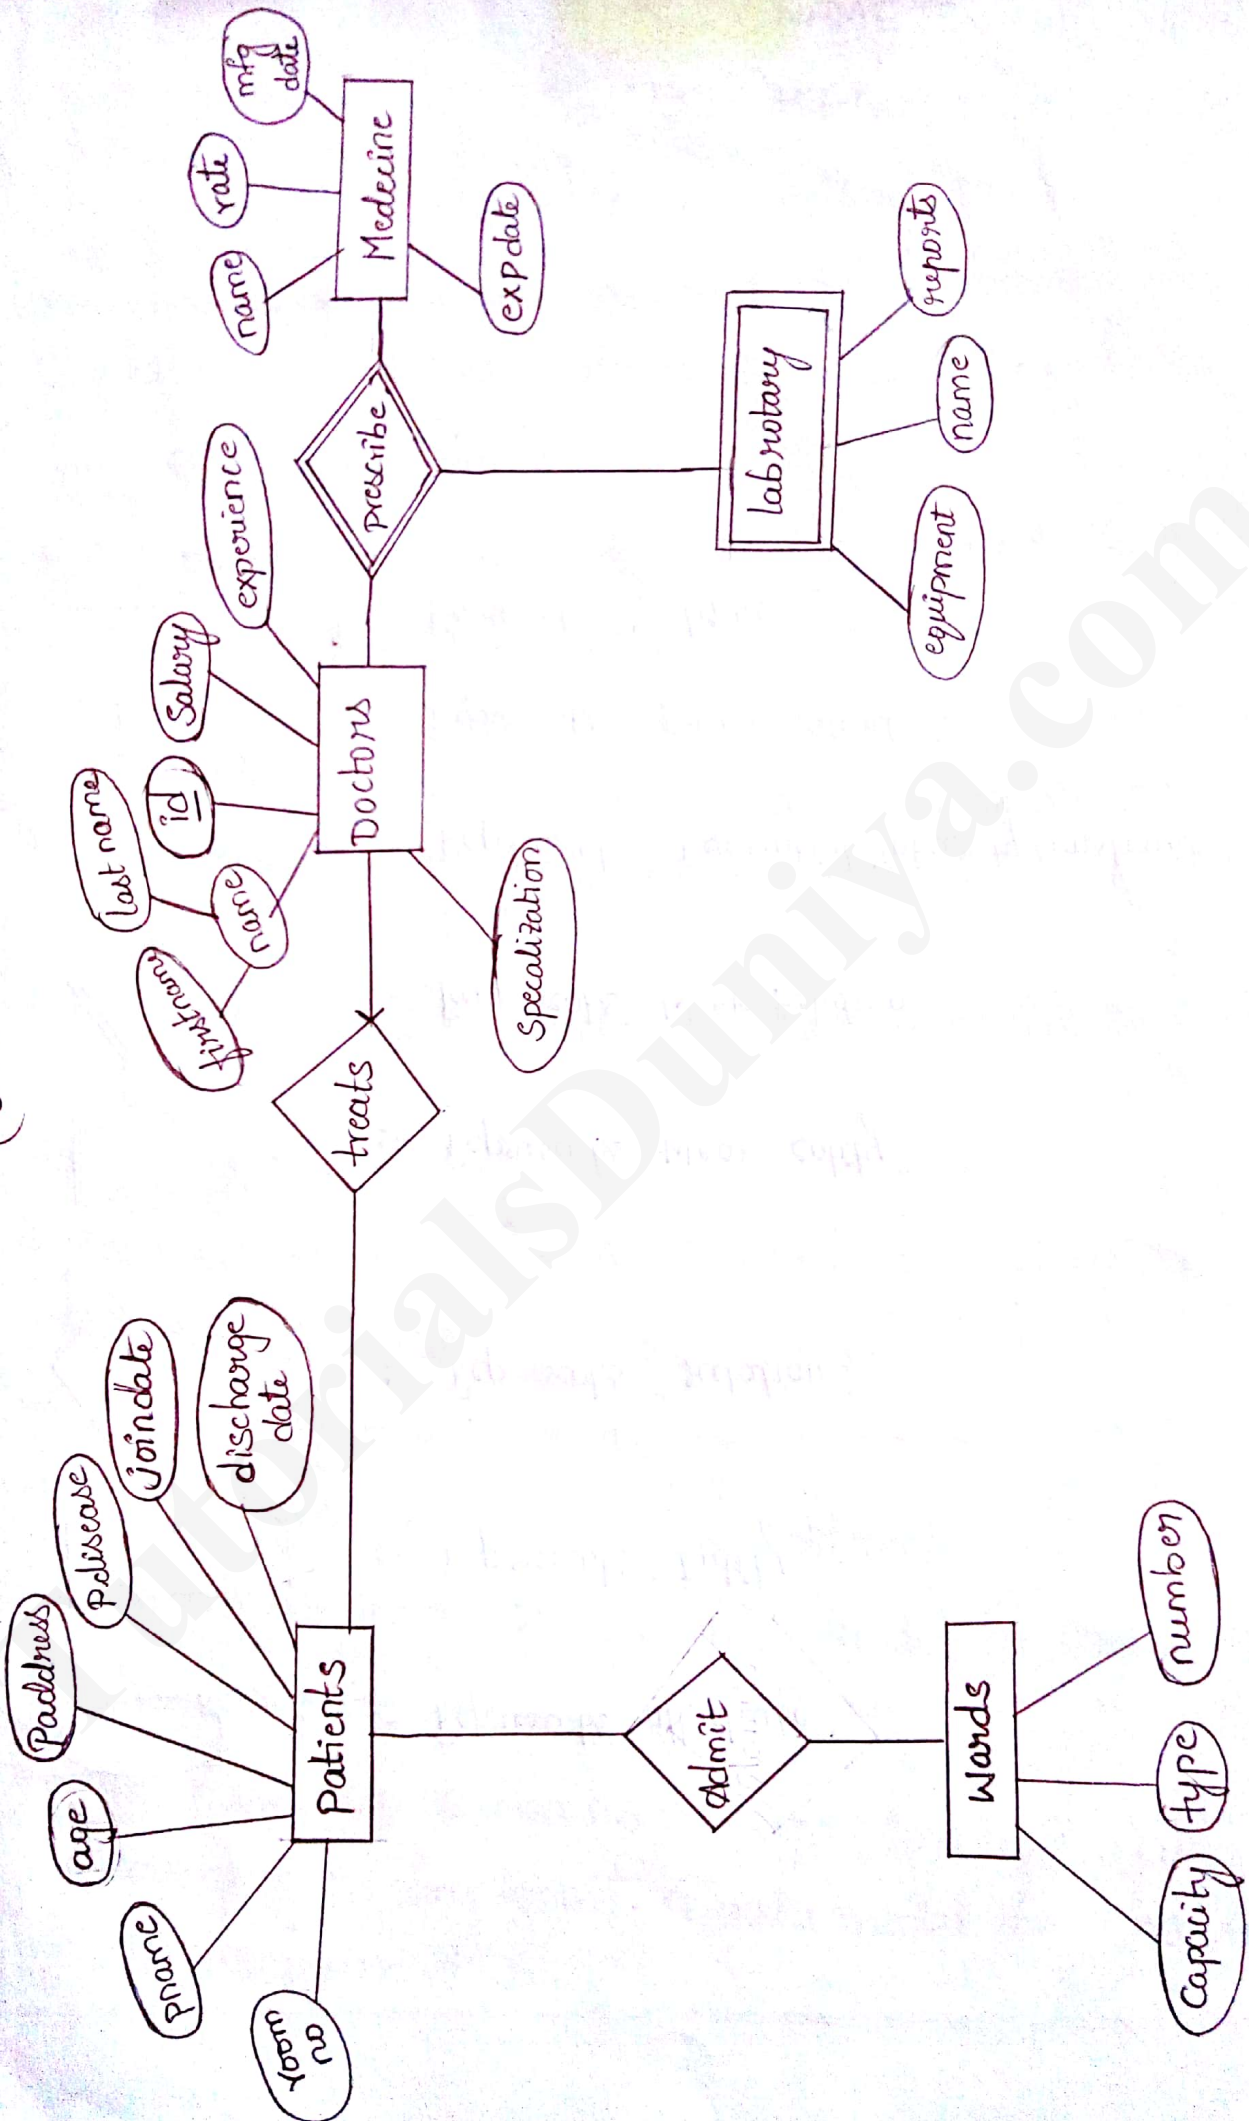 pname
age
Paddress
Pdisease
joindate
discharge
date
room
no
Patients
treats
firstname
last name
name
id
Salary
experience
Doctors
Specalization
prescribe
name
rate
mfg
date
Medecine
expdate
labrotary
equipment
name
reports
Admit
Wards
Capacity
type
number
TutorialsDuniya.com